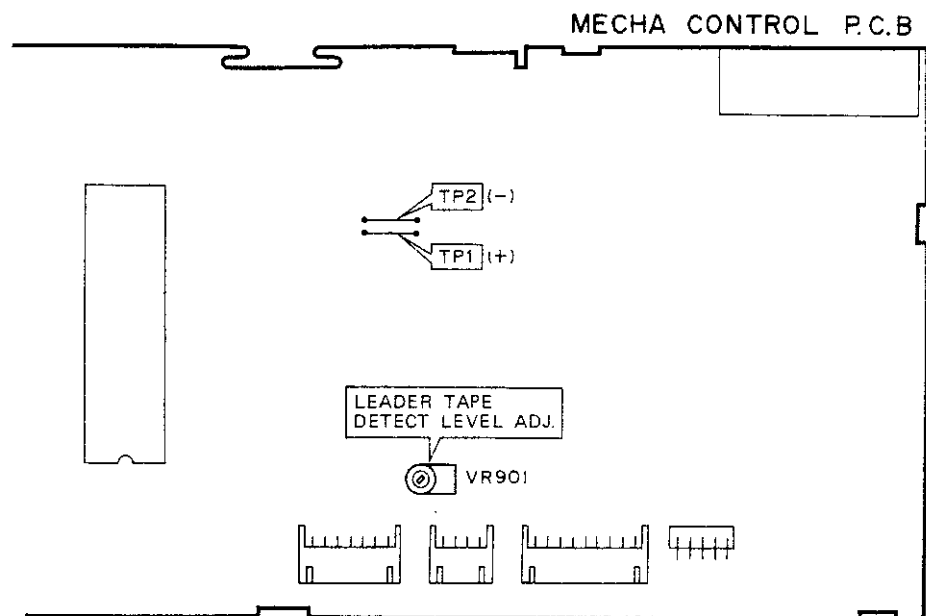 MECHA CONTROL P.C.B
TP2 (-)
TP1 (+)
LEADER TAPE
DETECT LEVEL ADJ.
VR901